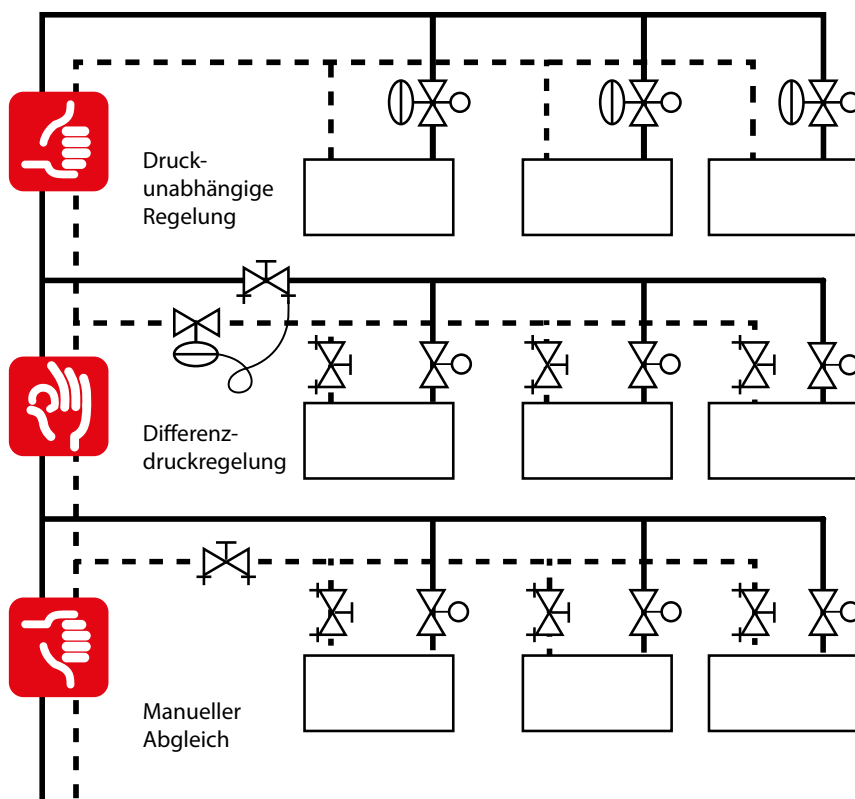 Druck-
unabhängige
Regelung
Differenz-
druckregelung
Manueller
Abgleich